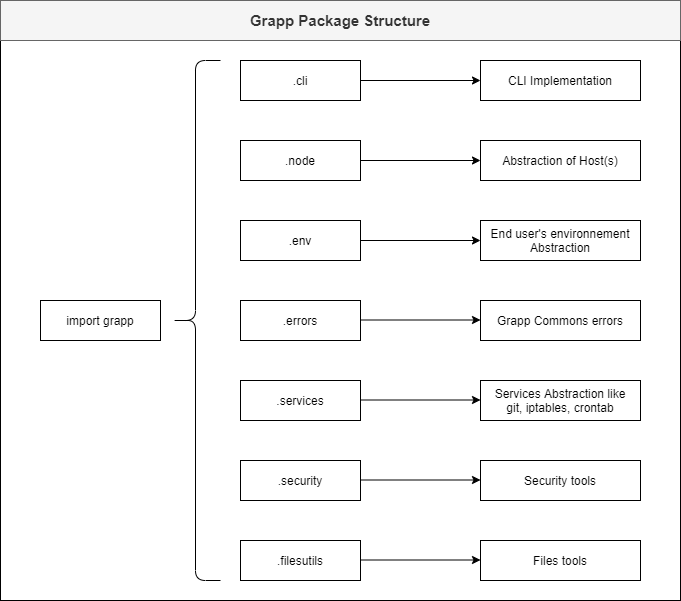 Grapp Package Structure
.cli
CLI Implementation
.node
Abstraction of Host(s)
.env
End user's environnement
Abstraction
import grapp
.errors
Grapp Commons errors
.services
Services Abstraction like
git, iptables, crontab
.security
Security tools
.filesutils
Files tools